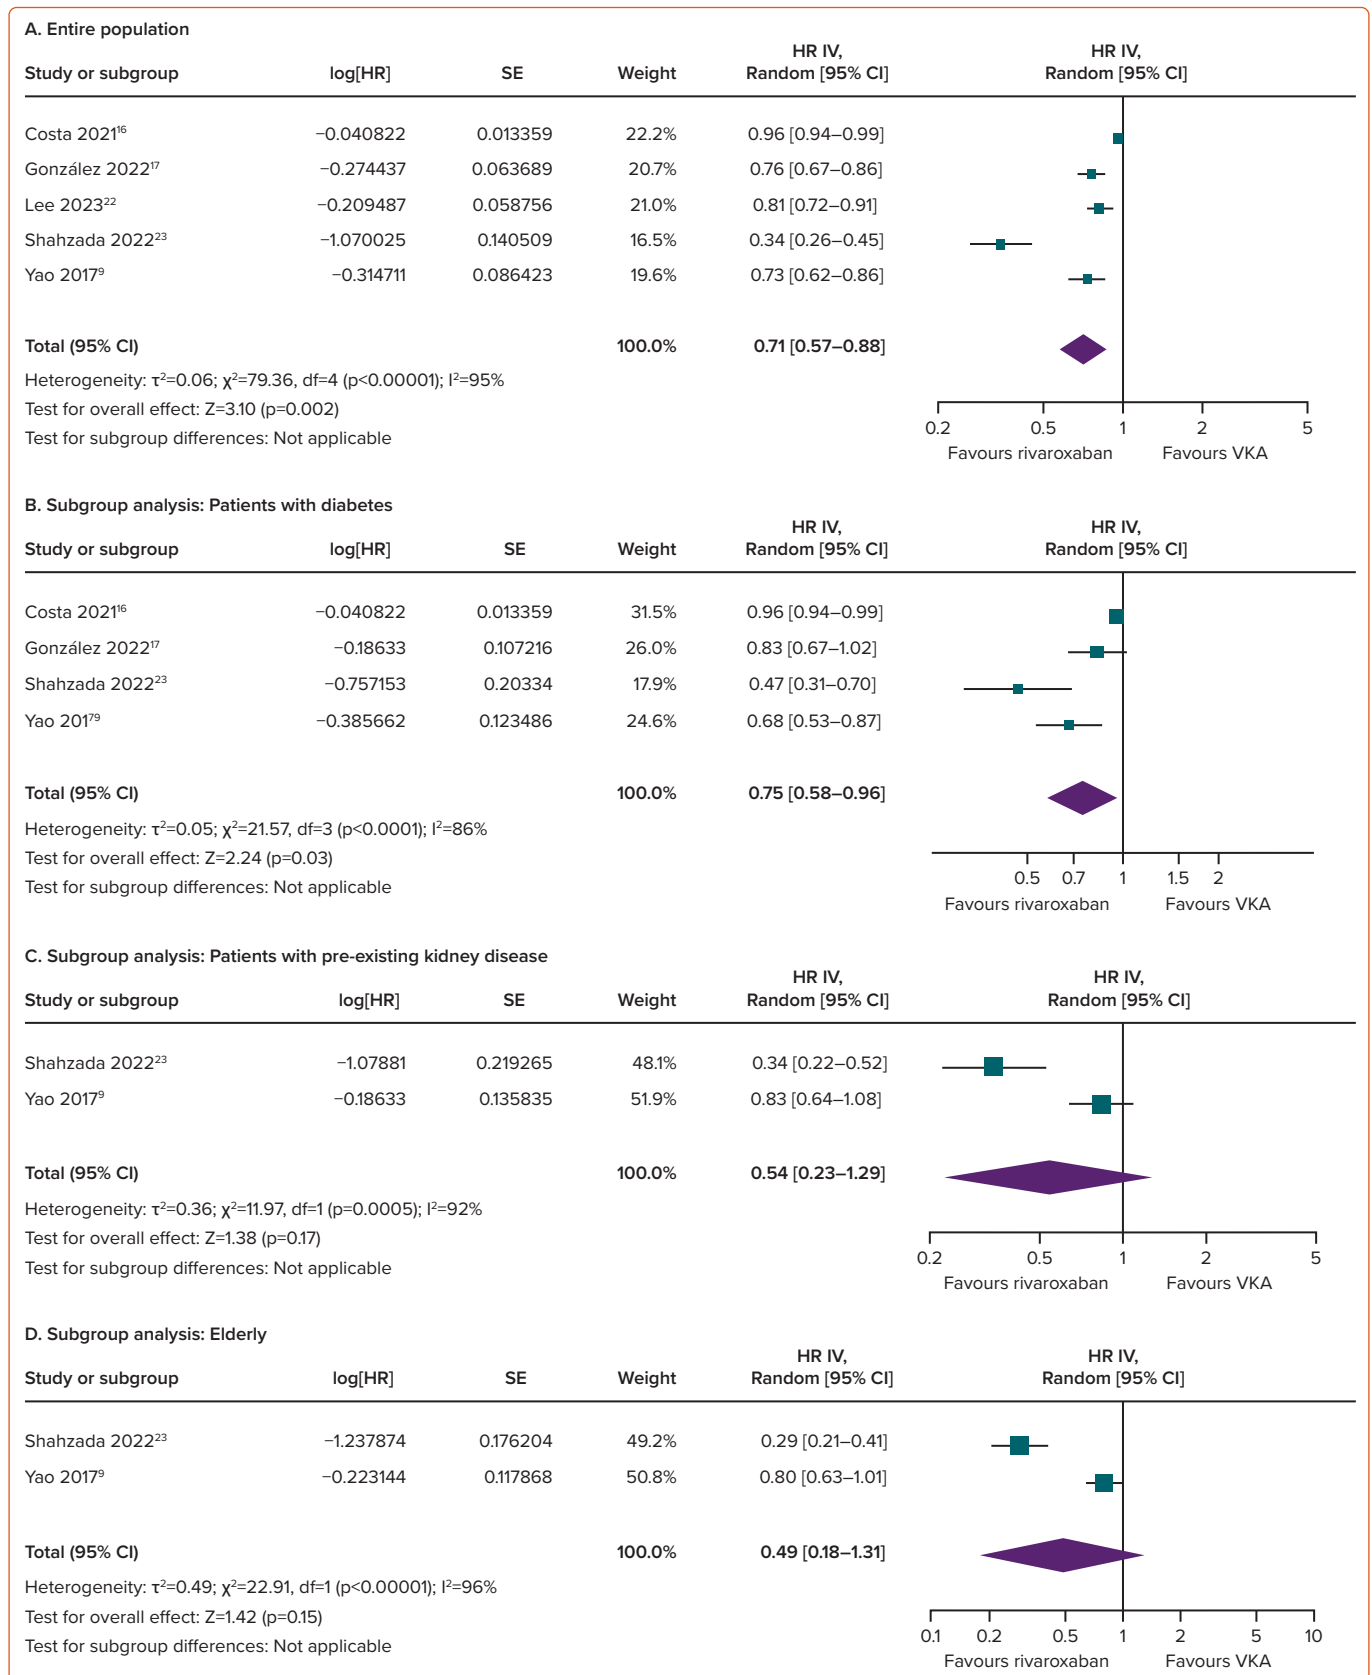 A. Entire population
Study or subgroup log[HR] SE Weight HR IV, Random [95% CI] HR IV, Random [95% CI]
Costa 2021¹⁶ −0.040822 0.013359 22.2% 0.96 [0.94–0.99]
González 2022¹⁷ −0.274437 0.063689 20.7% 0.76 [0.67–0.86]
Lee 2023²² −0.209487 0.058756 21.0% 0.81 [0.72–0.91]
Shahzada 2022²³ −1.070025 0.140509 16.5% 0.34 [0.26–0.45]
Yao 2017⁹ −0.314711 0.086423 19.6% 0.73 [0.62–0.86]
Total (95% CI) 100.0% 0.71 [0.57–0.88]
Heterogeneity: τ²=0.06; χ²=79.36, df=4 (p<0.00001); I²=95%
Test for overall effect: Z=3.10 (p=0.002)
Test for subgroup differences: Not applicable
0.2 0.5 1 2 5
Favours rivaroxaban Favours VKA
B. Subgroup analysis: Patients with diabetes
Study or subgroup log[HR] SE Weight HR IV, Random [95% CI] HR IV, Random [95% CI]
Costa 2021¹⁶ −0.040822 0.013359 31.5% 0.96 [0.94–0.99]
González 2022¹⁷ −0.18633 0.107216 26.0% 0.83 [0.67–1.02]
Shahzada 2022²³ −0.757153 0.20334 17.9% 0.47 [0.31–0.70]
Yao 201⁷⁹ −0.385662 0.123486 24.6% 0.68 [0.53–0.87]
Total (95% CI) 100.0% 0.75 [0.58–0.96]
Heterogeneity: τ²=0.05; χ²=21.57, df=3 (p<0.0001); I²=86%
Test for overall effect: Z=2.24 (p=0.03)
Test for subgroup differences: Not applicable
0.5 0.7 1 1.5 2
Favours rivaroxaban Favours VKA
C. Subgroup analysis: Patients with pre-existing kidney disease
Study or subgroup log[HR] SE Weight HR IV, Random [95% CI] HR IV, Random [95% CI]
Shahzada 2022²³ −1.07881 0.219265 48.1% 0.34 [0.22–0.52]
Yao 2017⁹ −0.18633 0.135835 51.9% 0.83 [0.64–1.08]
Total (95% CI) 100.0% 0.54 [0.23–1.29]
Heterogeneity: τ²=0.36; χ²=11.97, df=1 (p=0.0005); I²=92%
Test for overall effect: Z=1.38 (p=0.17)
Test for subgroup differences: Not applicable
0.2 0.5 1 2 5
Favours rivaroxaban Favours VKA
D. Subgroup analysis: Elderly
Study or subgroup log[HR] SE Weight HR IV, Random [95% CI] HR IV, Random [95% CI]
Shahzada 2022²³ −1.237874 0.176204 49.2% 0.29 [0.21–0.41]
Yao 2017⁹ −0.223144 0.117868 50.8% 0.80 [0.63–1.01]
Total (95% CI) 100.0% 0.49 [0.18–1.31]
Heterogeneity: τ²=0.49; χ²=22.91, df=1 (p<0.00001); I²=96%
Test for overall effect: Z=1.42 (p=0.15)
Test for subgroup differences: Not applicable
0.1 0.2 0.5 1 2 5 10
Favours rivaroxaban Favours VKA